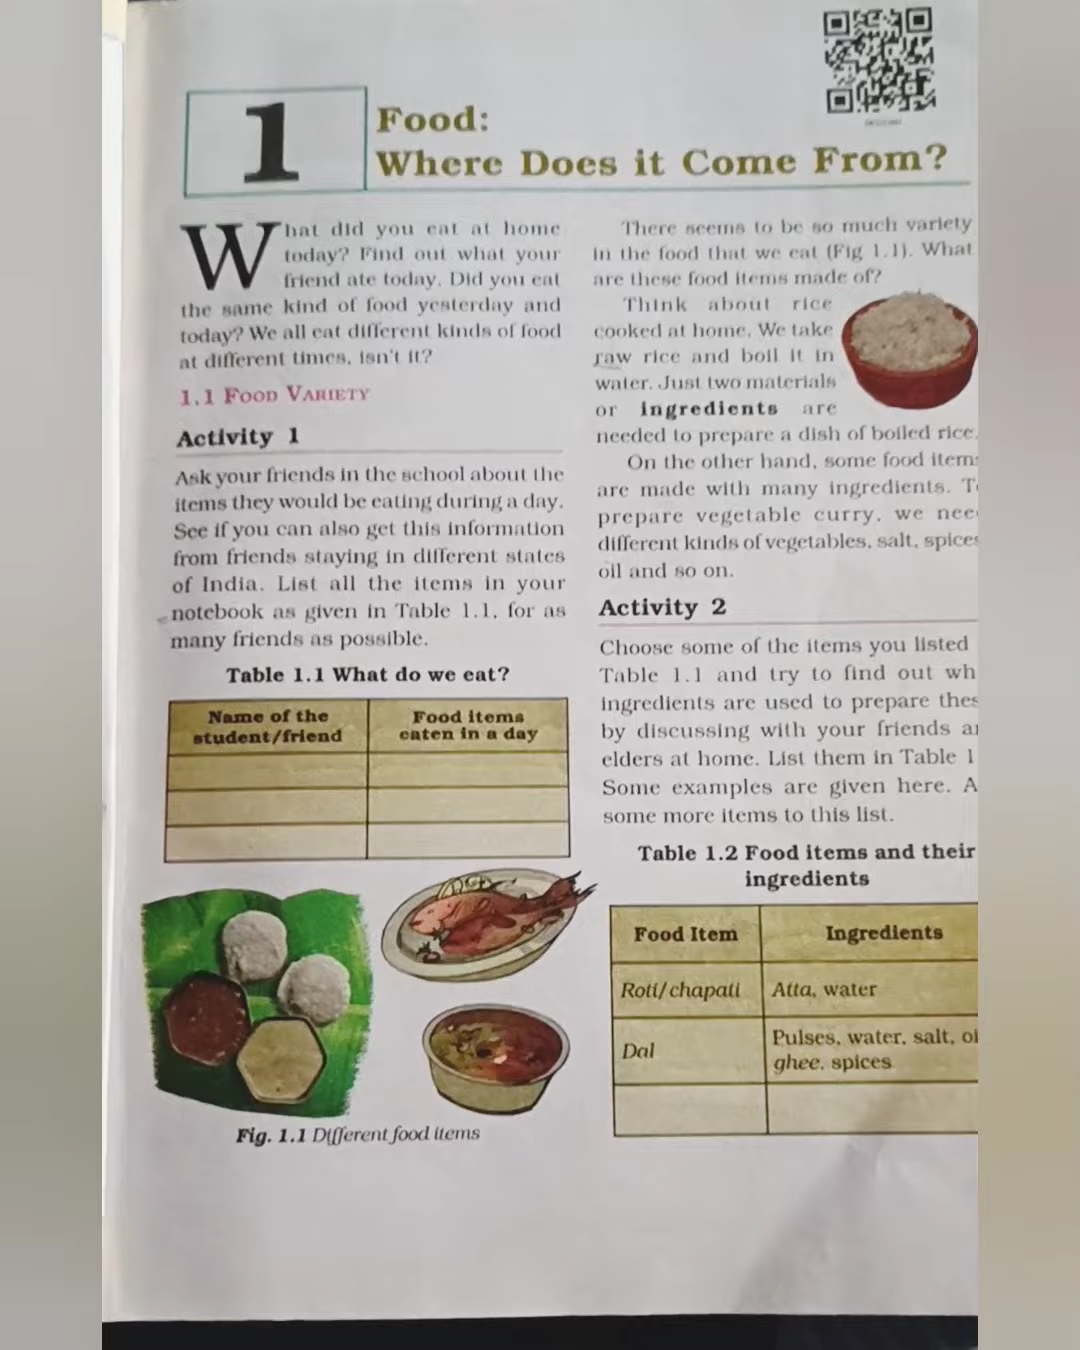 1
Food:
Where Does it Come From?
What did you eat at home
today? Find out what your
friend ate today. Did you eat
the same kind of food yesterday and
today? We all eat different kinds of food
at different times, isn't it?
1.1 FOOD VARIETY
Activity 1
Ask your friends in the school about the
items they would be eating during a day.
See if you can also get this information
from friends staying in different states
of India. List all the items in your
notebook as given in Table 1.1, for as
many friends as possible.
Table 1.1 What do we eat?
Name of the
student/friend
Food items
eaten in a day
Fig. 1.1 Different food items
There seems to be so much variety
in the food that we eat (Fig 1.1). What
are these food items made of?
Think about rice
cooked at home. We take
raw rice and boil it in
water. Just two materials
or ingredients are
needed to prepare a dish of boiled rice.
On the other hand, some food item
are made with many ingredients.
prepare vegetable curry, we
different kinds of vegetables, salt, spices
oil and so on.
Activity 2
Choose some of the items you listed
Table 1.1 and try to find out
ingredients are used to prepare
by discussing with your friends
elders at home. List them in Table
Some examples are given here.
some more items to this list.
Table 1.2 Food items and their
ingredients
Food Item
Ingredients
Roti/chapati
Atta, water
Dal
Pulses, water, salt,
ghee, spices